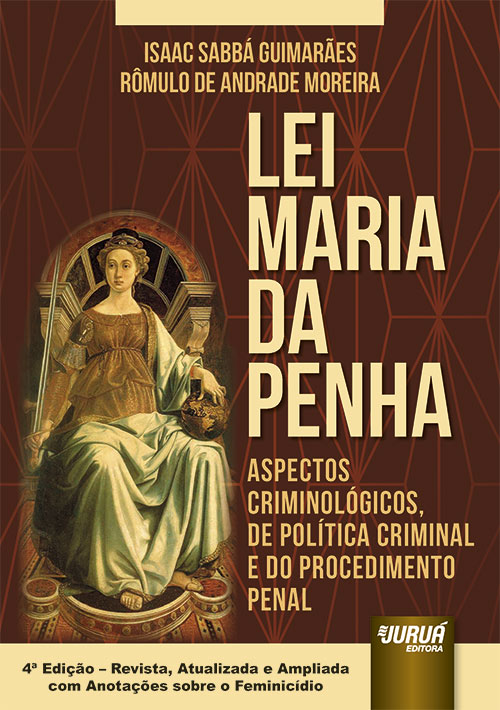 ISAAC SABBÁ GUIMARÃES
RÔMULO DE ANDRADE MOREIRA
LEI
MARIA
DA
PENHA
ASPECTOS
CRIMINOLÓGICOS,
DE POLÍTICA CRIMINAL
E DO PROCEDIMENTO
PENAL
JURUÁ
EDITORA
4ª Edição – Revista, Atualizada e Ampliada
com Anotações sobre o Feminicídio